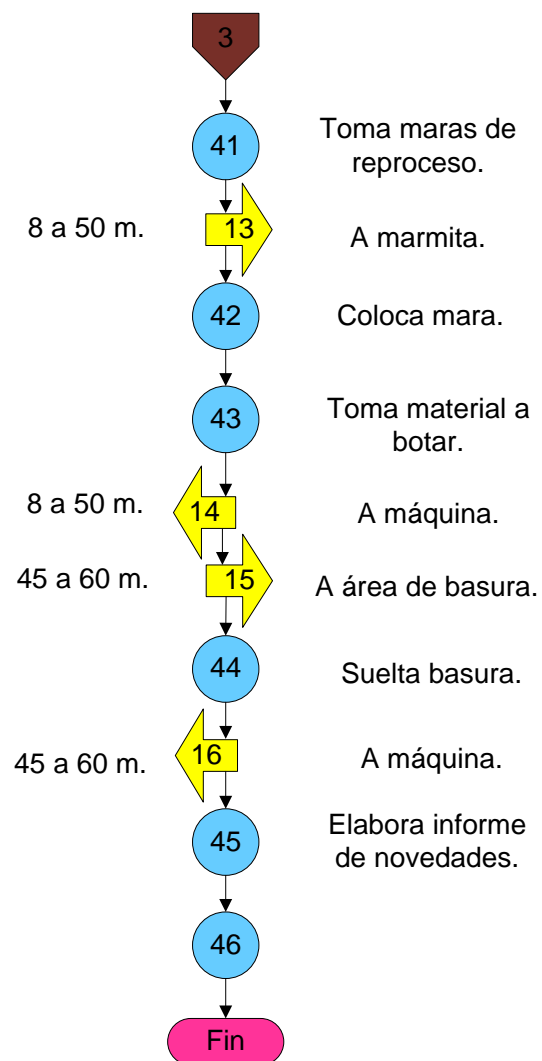 3
41
Toma maras de
reproceso.
8 a 50 m.
13
A marmita.
42
Coloca mara.
43
Toma material a
botar.
8 a 50 m.
14
A máquina.
45 a 60 m.
15
A área de basura.
44
Suelta basura.
45 a 60 m.
16
A máquina.
45
Elabora informe
de novedades.
46
Fin